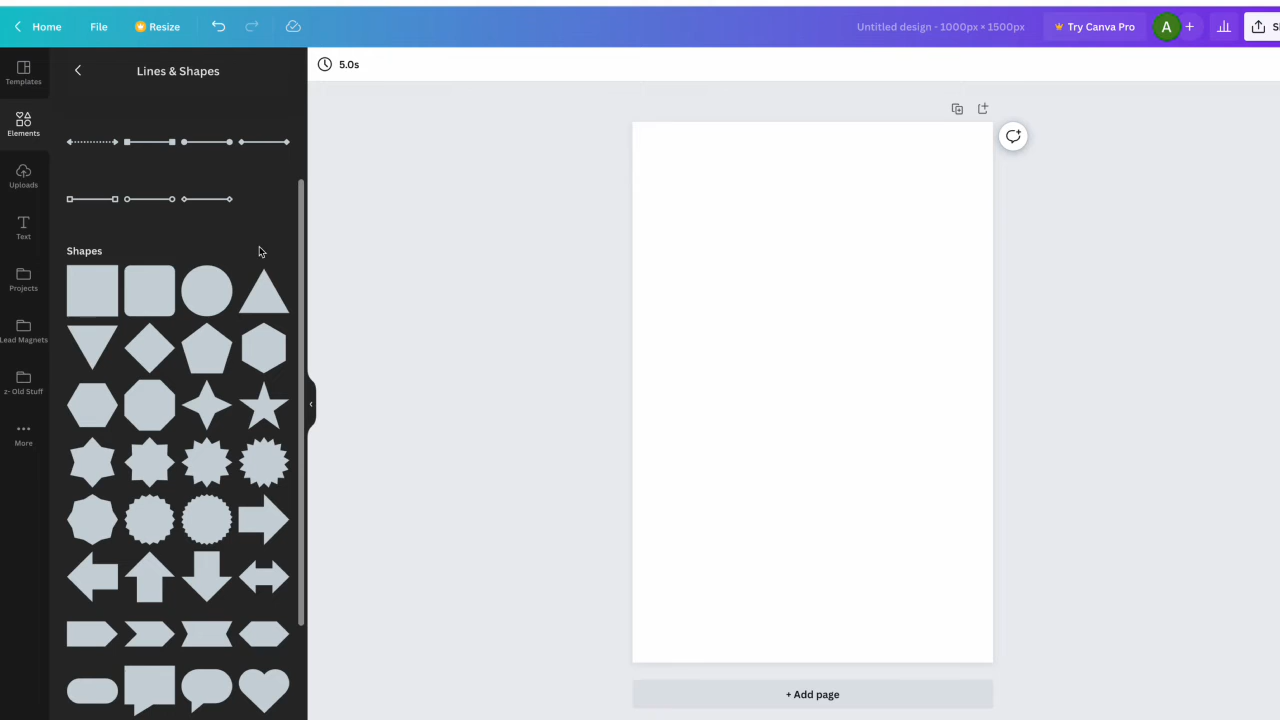 Home File Resize Untitled design - 1000px × 1500px Try Canva Pro A +
Templates
Elements
Uploads
Text
Projects
Lead Magnets
z- Old Stuff
More
Lines & Shapes
Shapes
5.0s
+ Add page